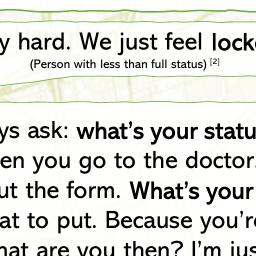 y hard. We just feel lock
(Person with less than full status) [2]
ys ask: what's your statu
en you go to the doctor.
ut the form. What's your
at to put. Because you're
hat are you then? I'm jus